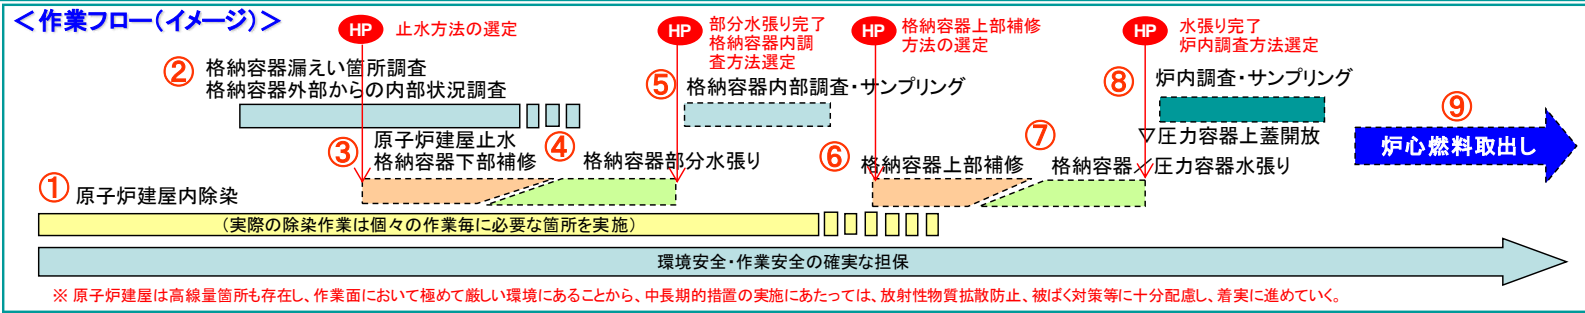 ＜作業フロー（イメージ）＞
HP
止水方法の選定
HP
部分水張り完了
格納容器内調
査方法選定
HP
格納容器上部補修
方法の選定
HP
水張り完了
炉内調査方法選定
②
格納容器漏えい箇所調査
格納容器外部からの内部状況調査
⑤
格納容器内部調査・サンプリング
⑧
炉内調査・サンプリング
⑨
炉心燃料取出し
③
原子炉建屋止水
格納容器下部補修
④
格納容器部分水張り
⑥
格納容器上部補修
⑦
▽圧力容器上蓋開放
格納容器／圧力容器水張り
①
原子炉建屋内除染
（実際の除染作業は個々の作業毎に必要な箇所を実施）
環境安全・作業安全の確実な担保
※ 原子炉建屋は高線量箇所も存在し、作業面において極めて厳しい環境にあることから、中長期的措置の実施にあたっては、放射性物質拡散防止、被ばく対策等に十分配慮し、着実に進めていく。